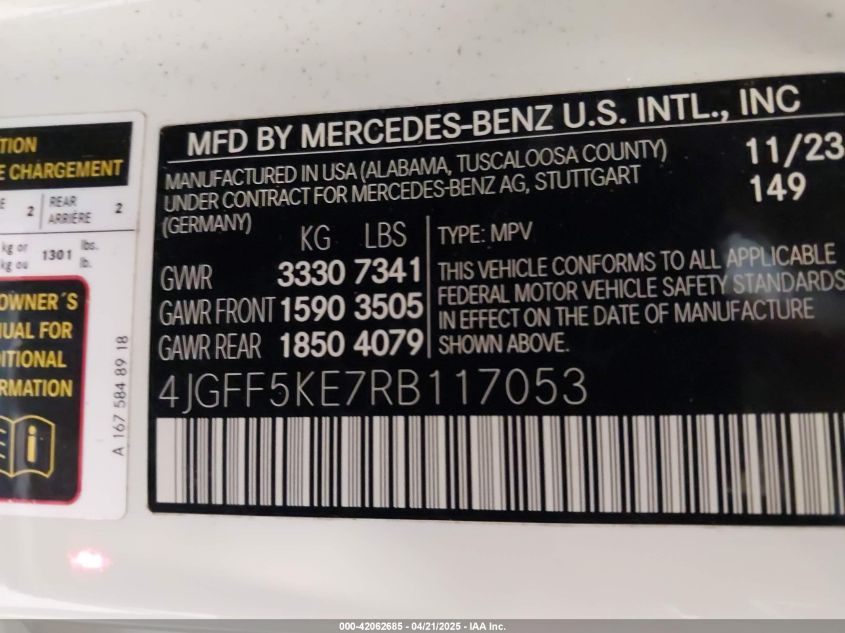 TION
E CHARGEMENT
E 2 REAR ARRIÈRE 2
kg or
kg ou 1301 lbs. lb.
OWNER´S
NUAL FOR
DITIONAL
RMATION
A 167 584 89 18
MFD BY MERCEDES-BENZ U.S. INTL., INC
MANUFACTURED IN USA (ALABAMA, TUSCALOOSA COUNTY)
UNDER CONTRACT FOR MERCEDES-BENZ AG, STUTTGART
(GERMANY)
11/23
149
KG LBS
GVWR 3330 7341
GAWR FRONT 1590 3505
GAWR REAR 1850 4079
TYPE: MPV
THIS VEHICLE CONFORMS TO ALL APPLICABLE
FEDERAL MOTOR VEHICLE SAFETY STANDARDS
IN EFFECT ON THE DATE OF MANUFACTURE
SHOWN ABOVE.
4JGFF5KE7RB117053
000-42062685 - 04/21/2025 - IAA Inc.